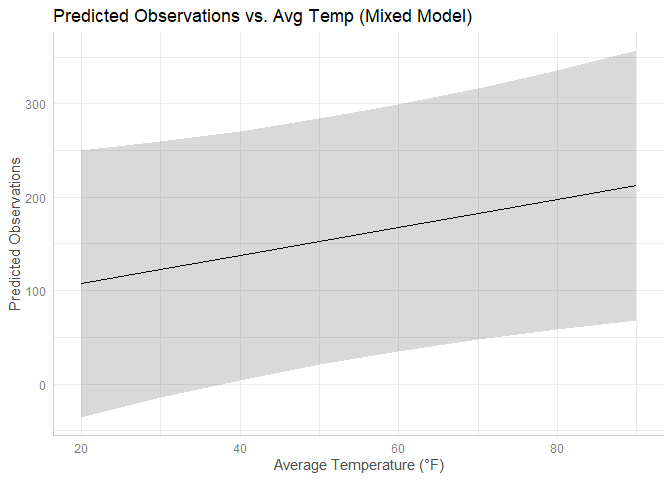 Predicted Observations vs. Avg Temp (Mixed Model)
Predicted Observations
300
200
100
0
20 40 60 80
Average Temperature (°F)